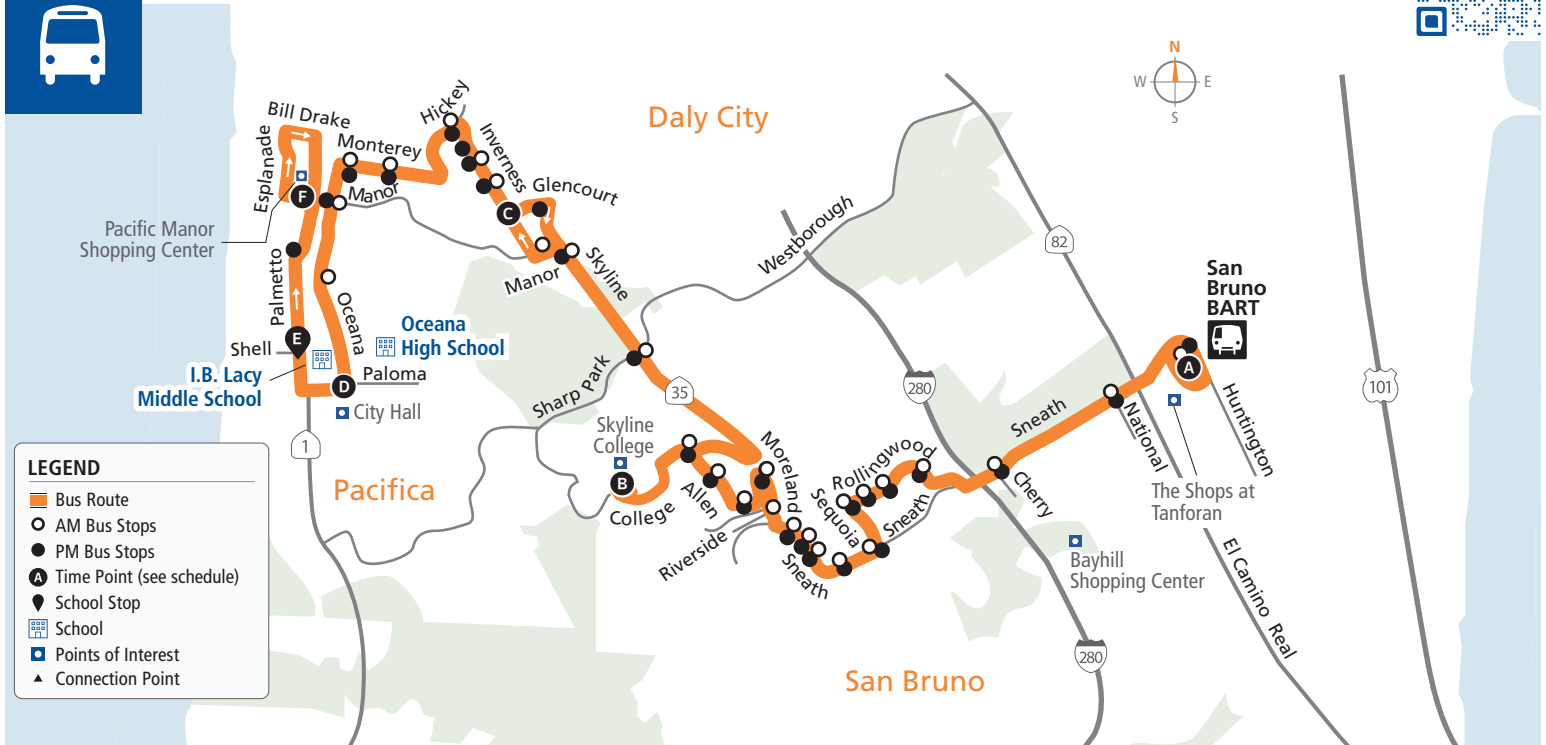 N
W
E
S
Daly City
Hickey
Bill Drake
Monterey
Inverness
Esplanade
Glencourt
Manor
F
C
Pacific Manor
Shopping Center
Westborough
82
Manor
Skyline
San
Bruno
BART
Palmetto
Oceana
Oceana
High School
E
Shell
I.B. Lacy
Middle School
D
Paloma
City Hall
Sharp Park
35
280
A
101
Huntington
Sneath
National
1
Skyline
College
B
College
Allen
Moreland
Rollingwood
Sequoia
Sneath
Cherry
The Shops at
Tanforan
Pacifica
Riverside
Sneath
Bayhill
Shopping Center
El Camino Real
280
San Bruno
LEGEND
Bus Route
AM Bus Stops
PM Bus Stops
A Time Point (see schedule)
School Stop
School
Points of Interest
Connection Point